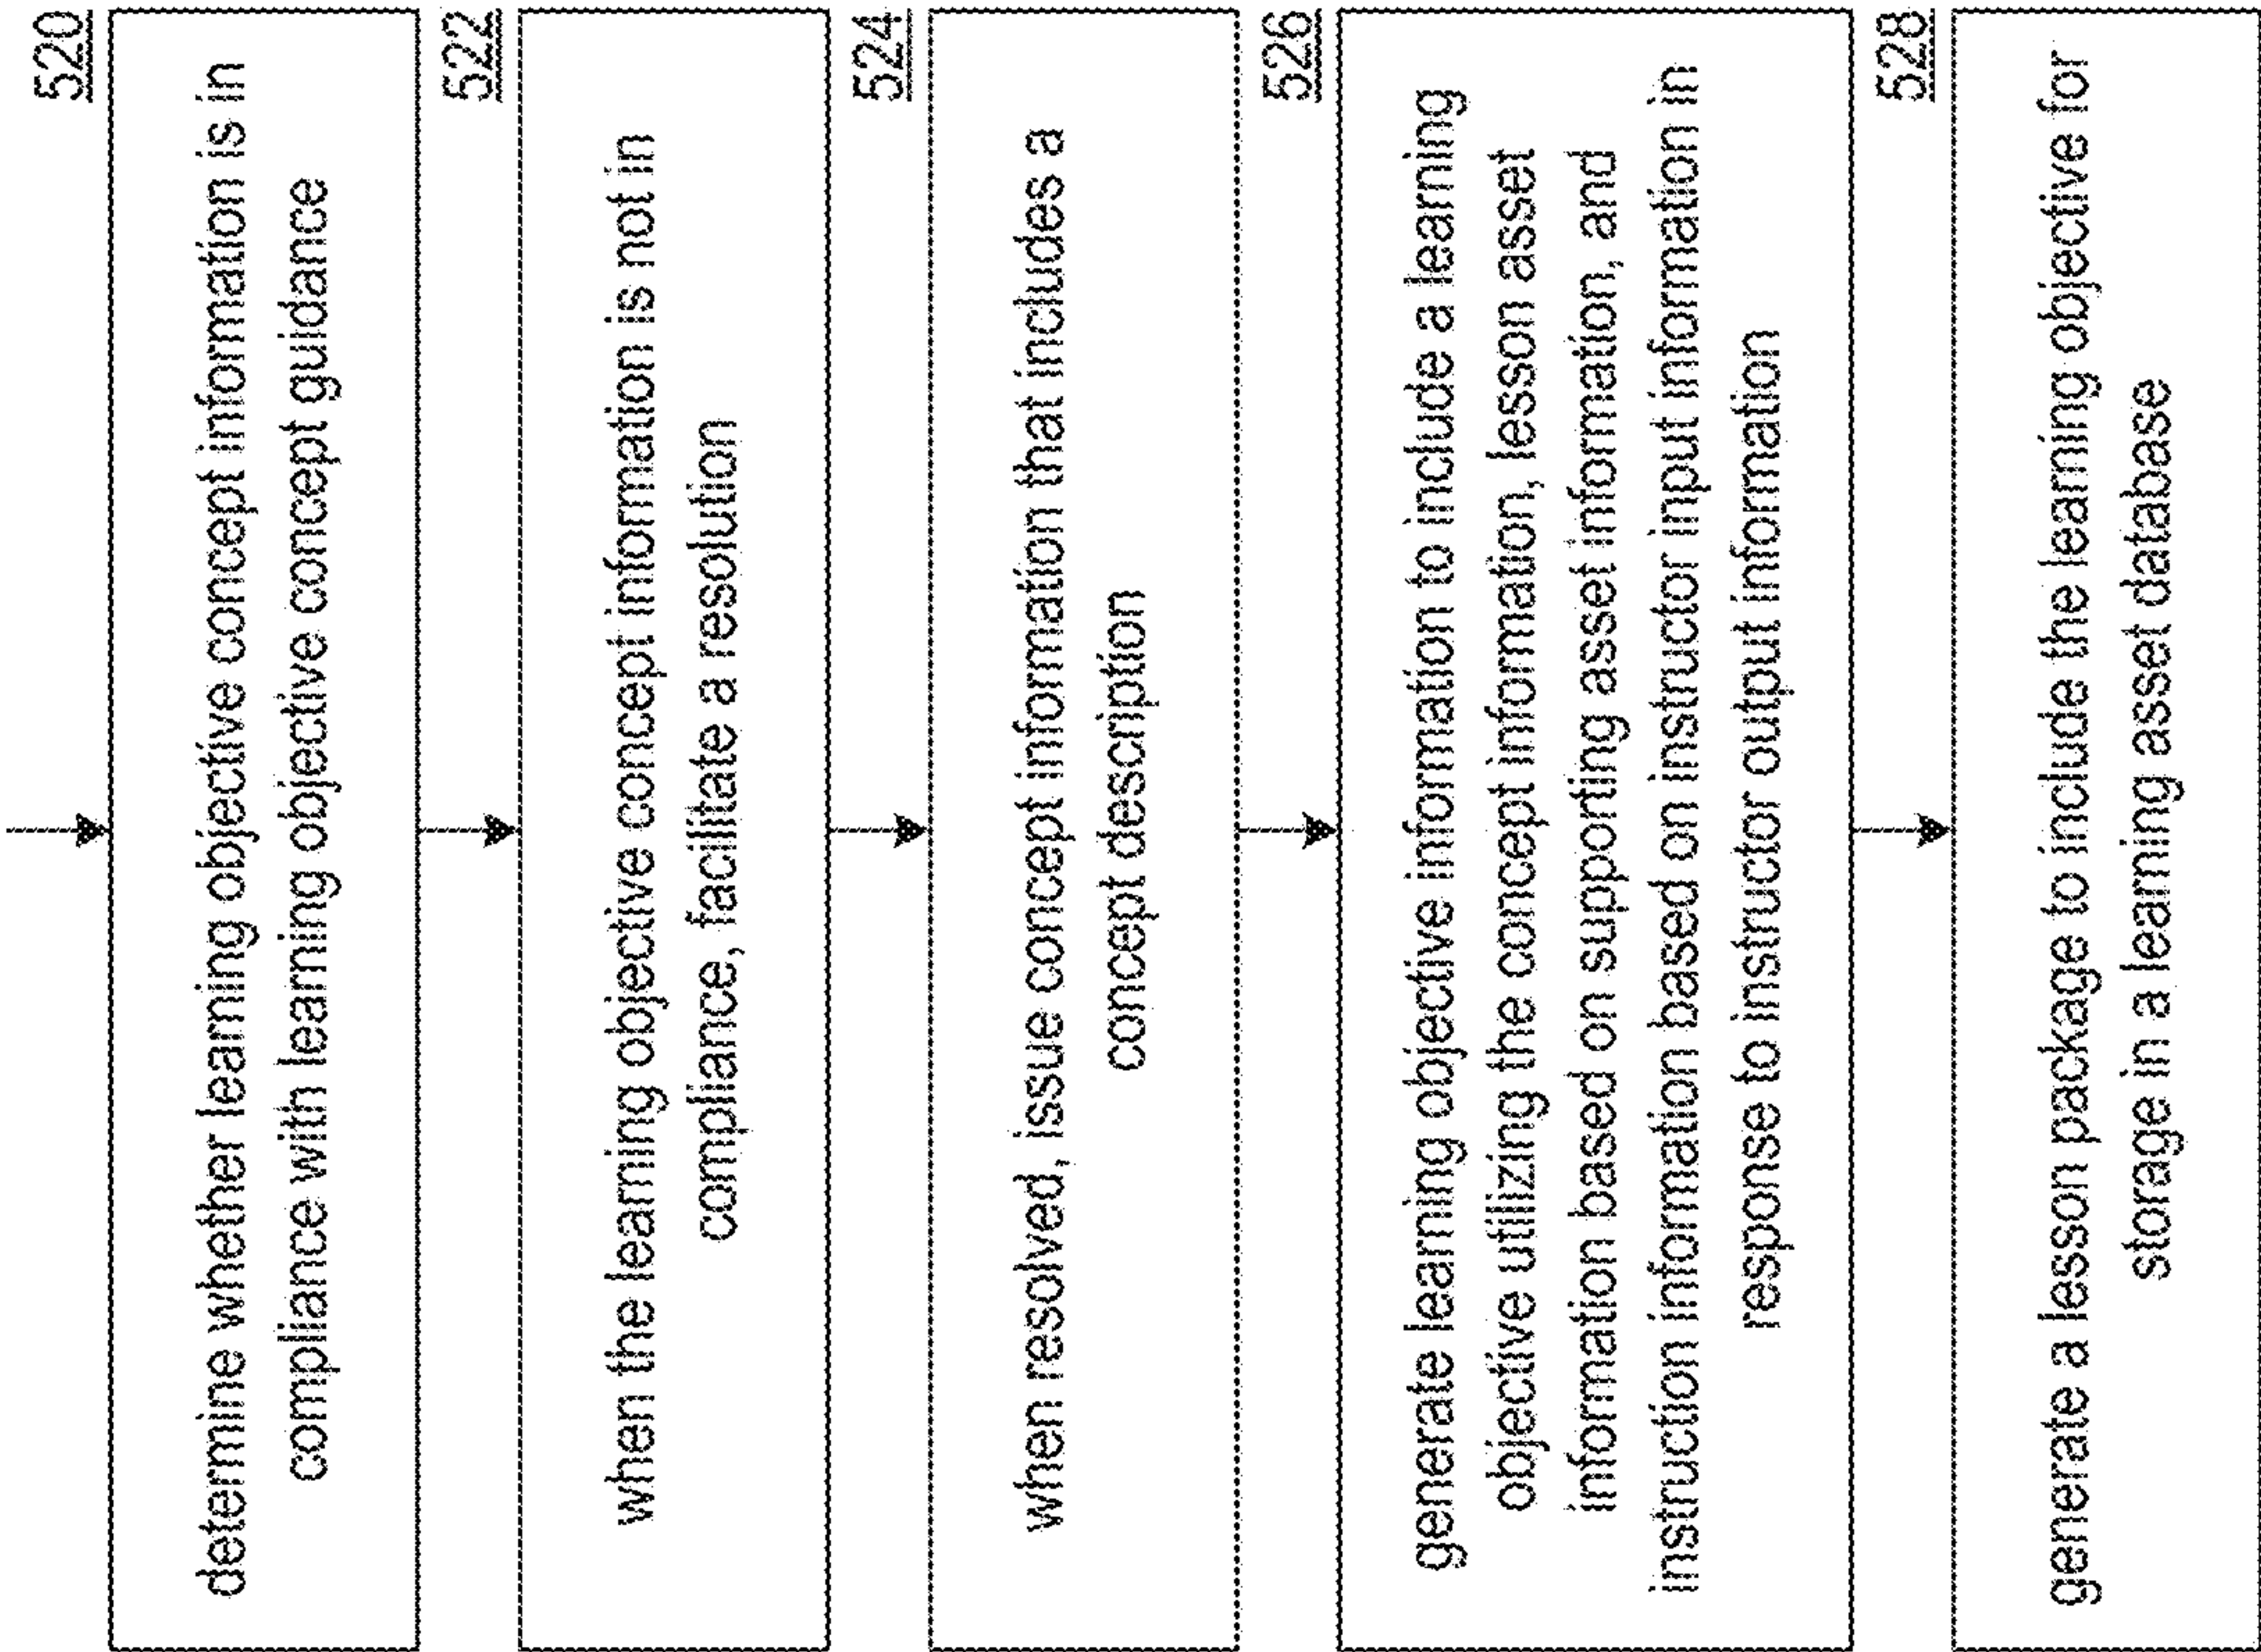 520
determine whether learning objective concept information is in
compliance with learning objective concept guidance
522
when the learning objective concept information is not in
compliance, facilitate a resolution
524
when resolved, issue concept information that includes a
concept description
526
generate learning objective information to include a learning
objective utilizing the concept information, lesson asset
information based on supporting asset information, and
instruction information based on instructor input information in
response to instructor output information
528
generate a lesson package to include the learning objective for
storage in a learning asset database